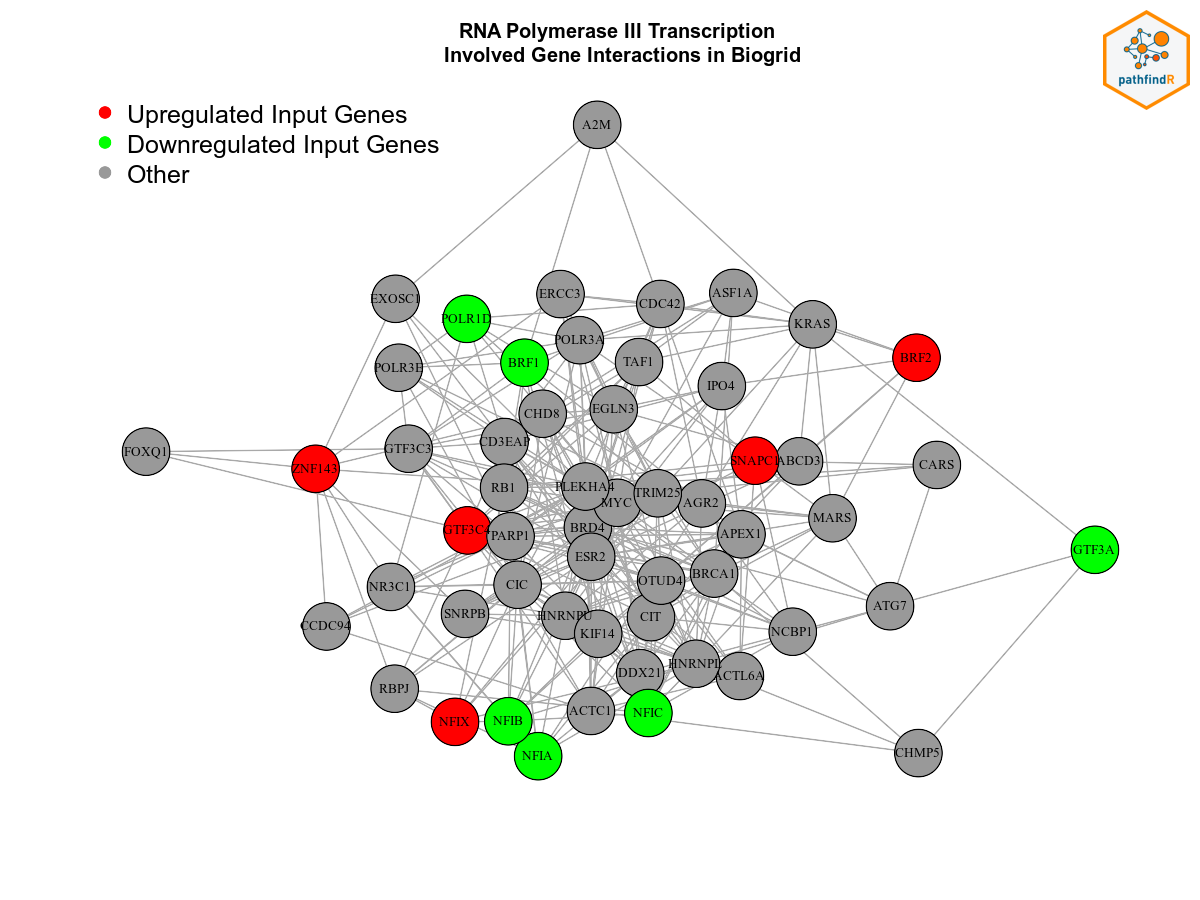 RNA Polymerase III Transcription
Involved Gene Interactions in Biogrid
pathfindR
Upregulated Input Genes
Downregulated Input Genes
Other
A2M
EXOSC1
POLR1D
ERCC3
CDC42
ASF1A
KRAS
POLR3E
BRF1
POLR3A
TAF1
IPO4
BRF2
CHD8
EGLN3
FOXQ1
ZNF143
GTF3C3
CD3EAP
SNAPC1
ABCD3
CARS
RB1
PLEKHA4
MYC
TRIM25
AGR2
MARS
PARP1
BRD4
APEX1
GTF3A
ESR2
NR3C1
CIC
OTUD4
BRCA1
ATG7
CCDC94
SNRPB
HNRNPU
KIF14
CIT
NCBP1
RBPJ
DDX21
HNRNPL
ACTL6A
NFIX
NFIB
ACTC1
NFIC
NFIA
CHMP5